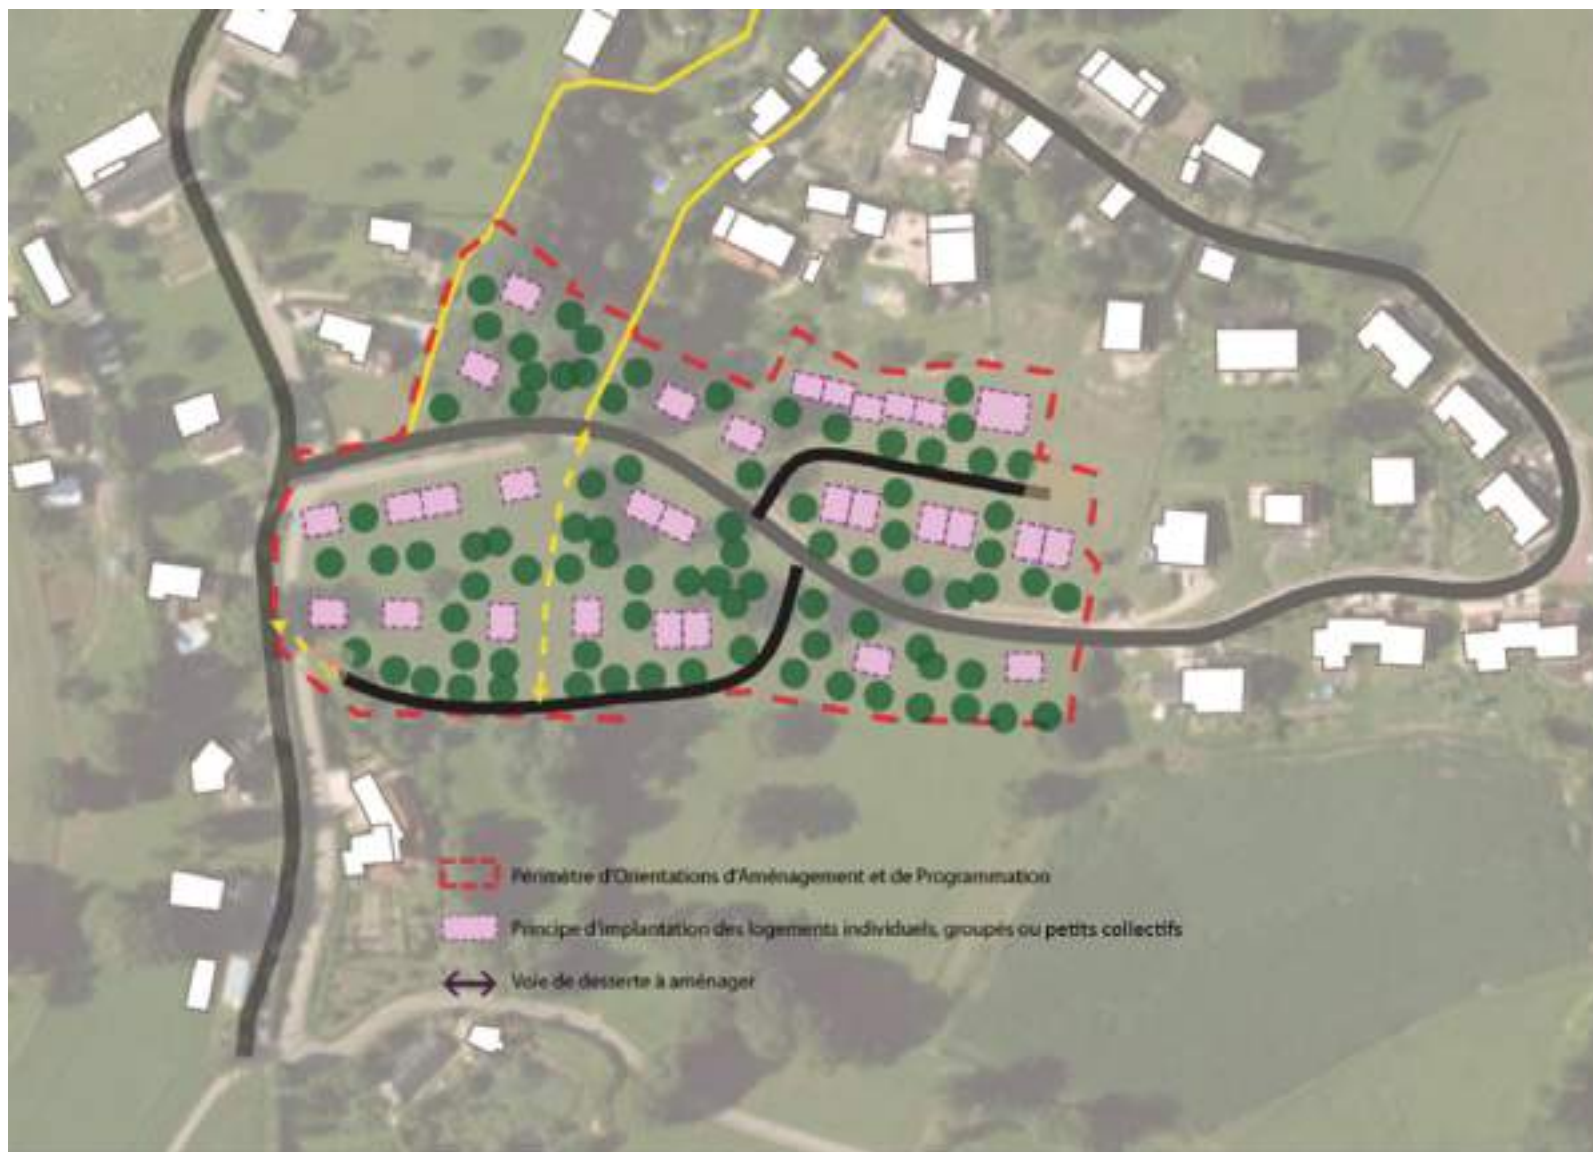 Périmètre d'Orientations d'Aménagement et de Programmation
Principe d'implantation des logements individuels, groupés ou petits collectifs
Voie de desserte à aménager